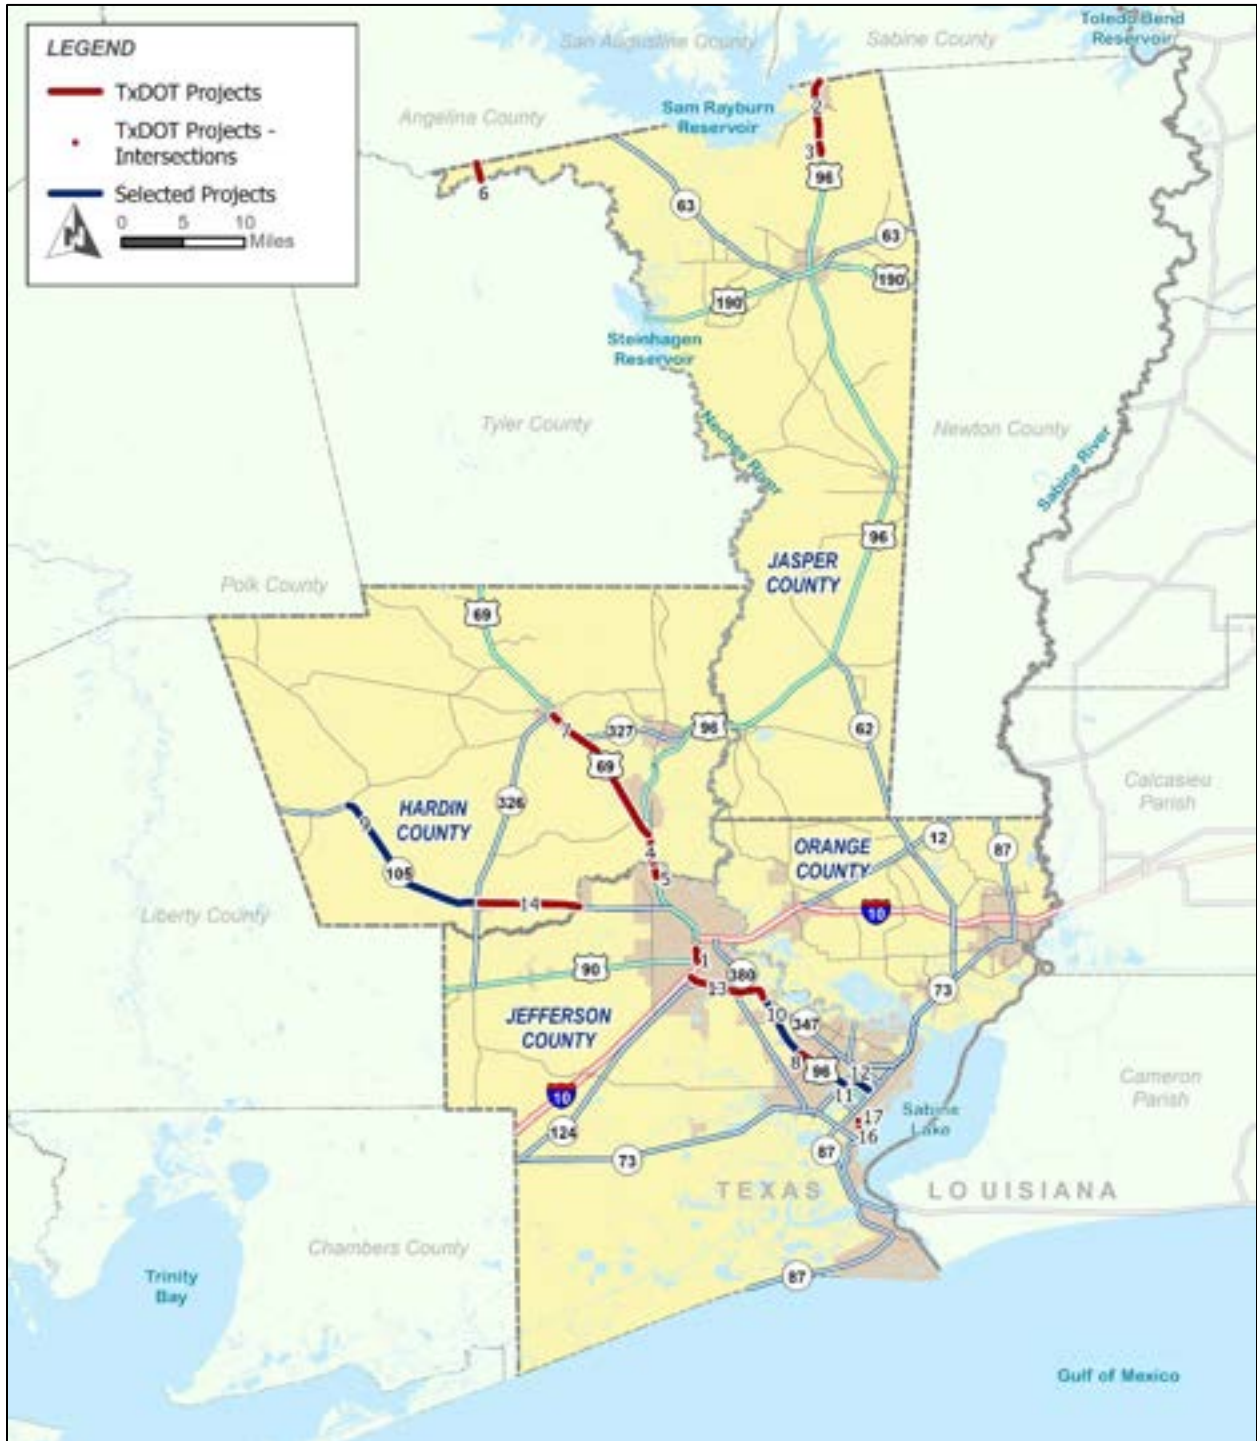 LEGEND
TxDOT Projects
TxDOT Projects -
Intersections
Selected Projects
N
0 5 10
Miles
San Augustine County
Sabine County
Toledo Bend
Reservoir
Angelina County
Sam Rayburn
Reservoir
2
3
96
6
63
63
190
190
Steinhagen
Reservoir
Tyler County
Neches River
Newton County
Sabine River
96
JASPER
COUNTY
Polk County
69
62
7
327
96
69
326
HARDIN
COUNTY
9
105
4
5
14
ORANGE
COUNTY
12
87
10
Calcasieu
Parish
Liberty County
90
1
380
13
10
347
73
JEFFERSON
COUNTY
8
96
12
11
10
124
17
16
Sabine
Lake
Cameron
Parish
73
87
TEXAS
LOUISIANA
Chambers County
87
Trinity
Bay
Gulf of Mexico